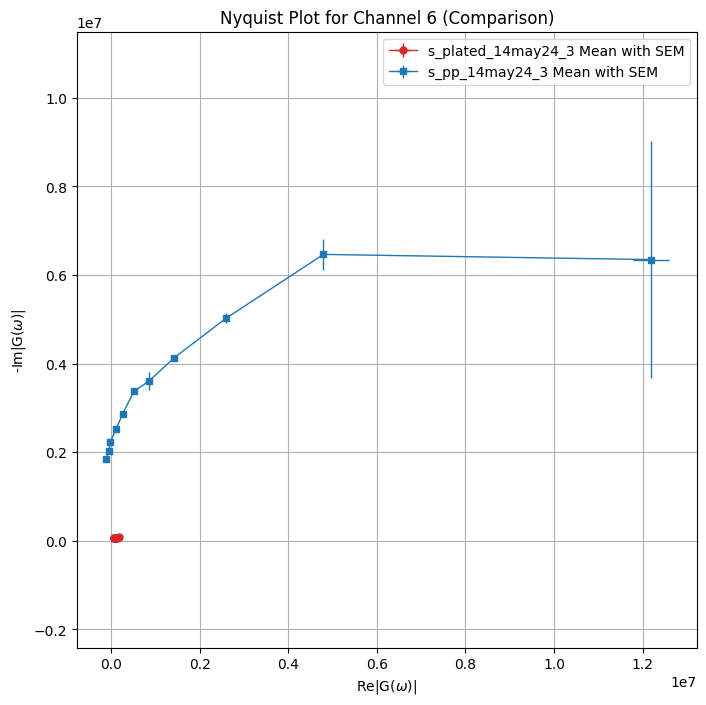 Nyquist Plot for Channel 6 (Comparison)
1e7
s_plated_14may24_3 Mean with SEM
s_pp_14may24_3 Mean with SEM
1.0
0.8
0.6
0.4
0.2
0.0
−0.2
-Im|G(ω)|
0.0 0.2 0.4 0.6 0.8 1.0 1.2
1e7
Re|G(ω)|